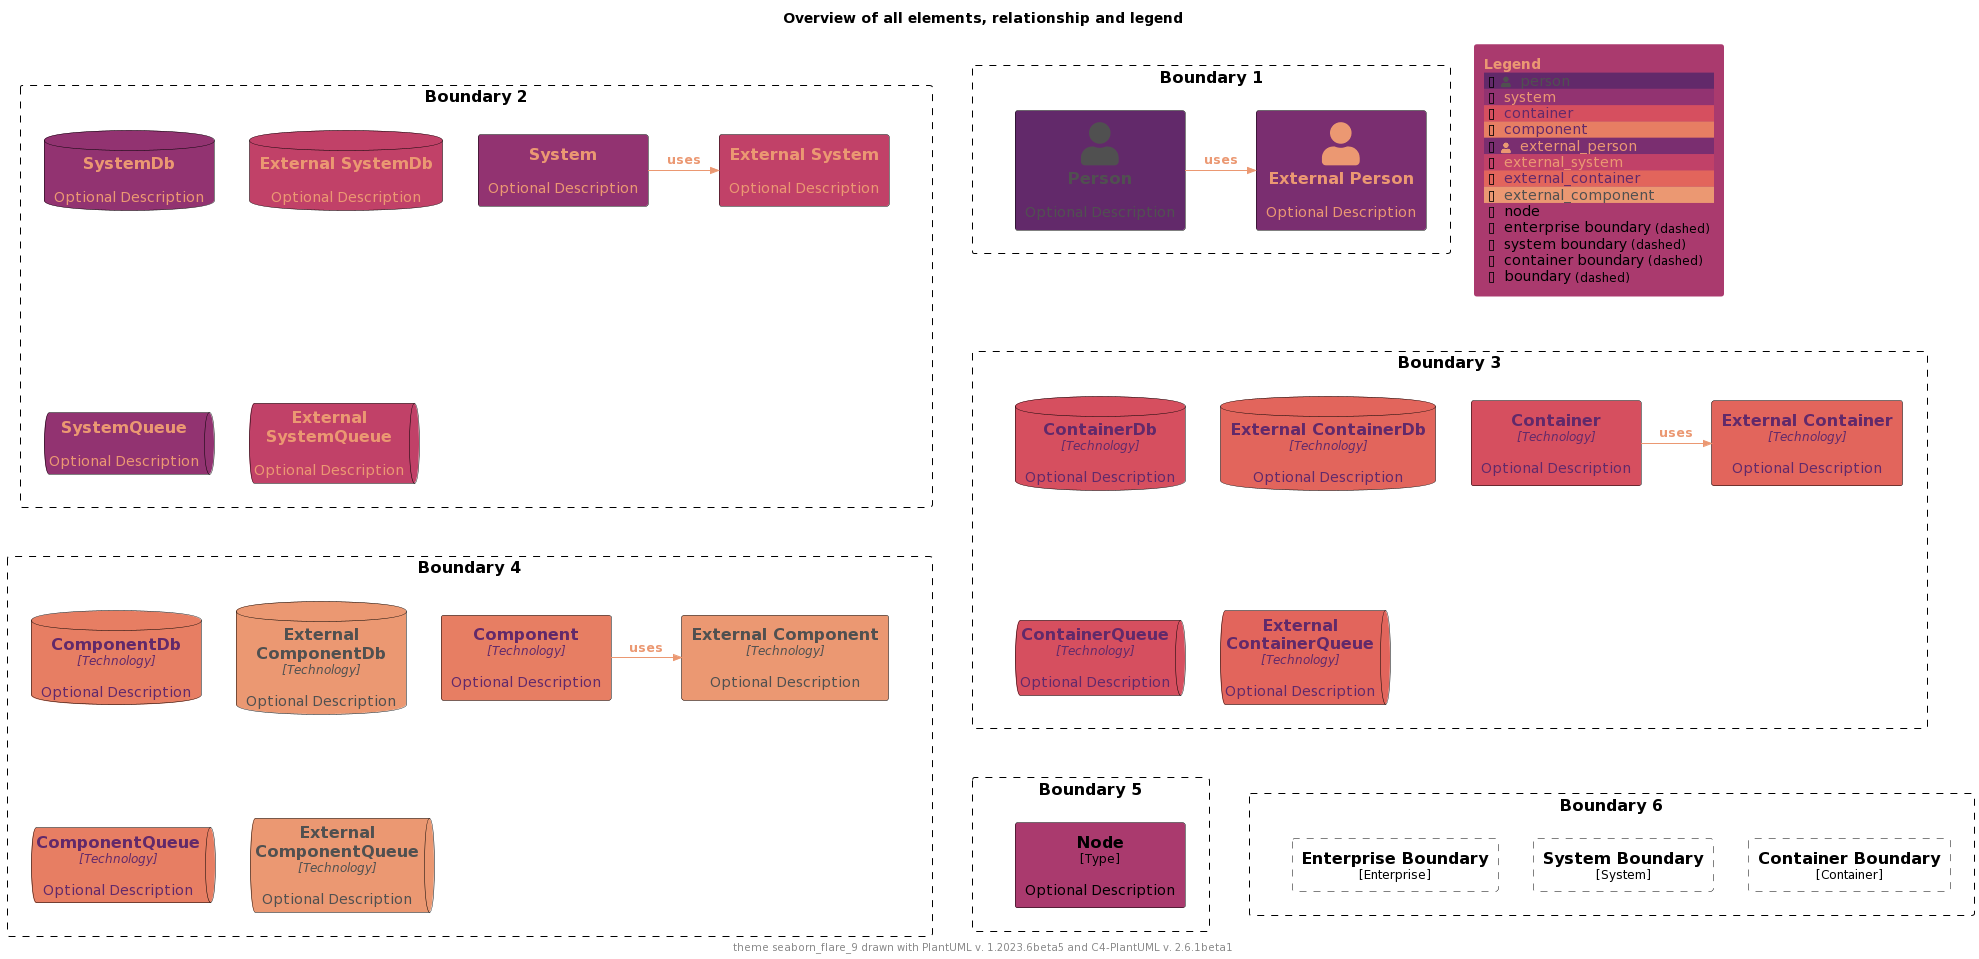 Overview of all elements, relationship and legend
Boundary 2
SystemDb
Optional Description
External SystemDb
Optional Description
System
Optional Description
uses
External System
Optional Description
SystemQueue
Optional Description
External
SystemQueue
Optional Description
Boundary 1
Person
Optional Description
uses
External Person
Optional Description
Legend
person
system
container
component
external_person
external_system
external_container
external_component
node
enterprise boundary (dashed)
system boundary (dashed)
container boundary (dashed)
boundary (dashed)
Boundary 3
ContainerDb
[Technology]
Optional Description
External ContainerDb
[Technology]
Optional Description
Container
[Technology]
Optional Description
uses
External Container
[Technology]
Optional Description
ContainerQueue
[Technology]
Optional Description
External
ContainerQueue
[Technology]
Optional Description
Boundary 4
ComponentDb
[Technology]
Optional Description
External
ComponentDb
[Technology]
Optional Description
Component
[Technology]
Optional Description
uses
External Component
[Technology]
Optional Description
ComponentQueue
[Technology]
Optional Description
External
ComponentQueue
[Technology]
Optional Description
Boundary 5
Node
[Type]
Optional Description
Boundary 6
Enterprise Boundary
[Enterprise]
System Boundary
[System]
Container Boundary
[Container]
theme seaborn_flare_9 drawn with PlantUML v. 1.2023.6beta5 and C4-PlantUML v. 2.6.1beta1